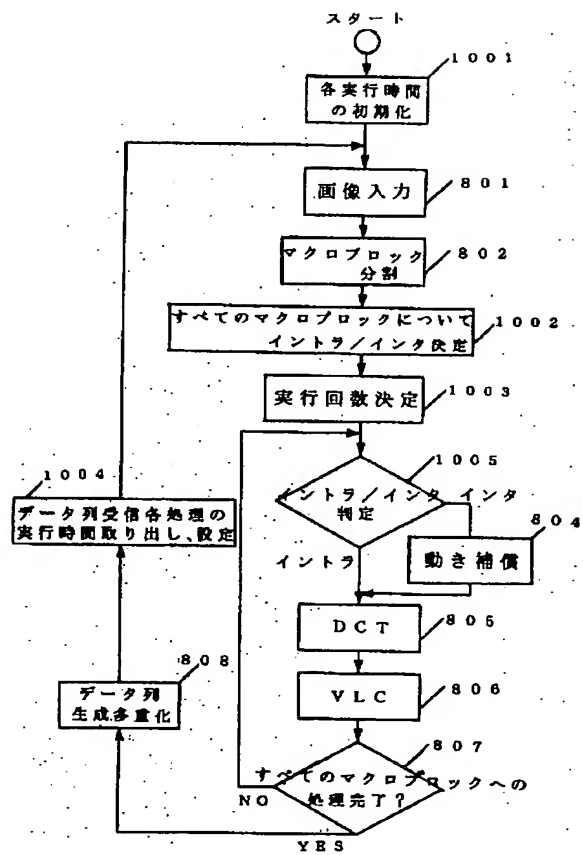 スタート
1001
各実行時間
の初期化
画像入力
801
マクロブロック
分割
802
すべてのマクロブロックについて
イントラ/インタ決定
1002
実行回数決定
1003
1004
データ列受信各処理の
実行時間取り出し、設定
1005
イントラ/インタ
判定
インタ
804
動き補償
イントラ
DCT
805
808
データ列
生成多重化
VLC
806
807
すべてのマクロブロックへの
処理完了?
NO
YES